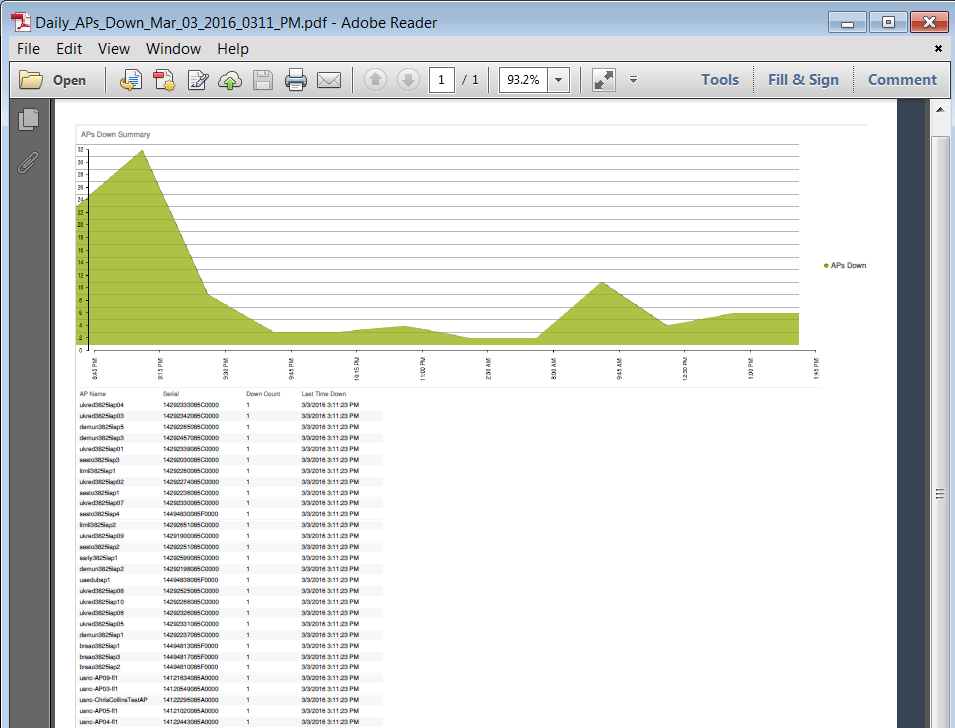 Daily_APs_Down_Mar_03_2016_0311_PM.pdf - Adobe Reader
File Edit View Window Help
Open 1 / 1 93.2% Tools Fill & Sign Comment
APs Down Summary
32
30
28
26
24
22
20
18
16
14
12
10
8
6
4
2
0
APs Down
8:45 PM 9:15 PM 9:30 PM 9:45 PM 10:15 PM 11:00 PM 2:30 AM 8:00 AM 9:45 AM 12:30 PM 1:00 PM 1:45 PM
AP Name Serial Down Count Last Time Down
ukred3825iap04 14292333085C0000 1 3/3/2016 3:11:23 PM
ukred3825iap03 14292342085C0000 1 3/3/2016 3:11:23 PM
demun3825iap5 14292265085C0000 1 3/3/2016 3:11:23 PM
demun3825iap3 14292457085C0000 1 3/3/2016 3:11:23 PM
ukred3825iap01 14292339085C0000 1 3/3/2016 3:11:23 PM
sesto3825iap3 14292030085C0000 1 3/3/2016 3:11:23 PM
itmil3825iap1 14292260085C0000 1 3/3/2016 3:11:23 PM
ukred3825iap02 14292274085C0000 1 3/3/2016 3:11:23 PM
sesto3825iap1 14292236085C0000 1 3/3/2016 3:11:23 PM
ukred3825iap07 14292330085C0000 1 3/3/2016 3:11:23 PM
sesto3825iap4 14494830085F0000 1 3/3/2016 3:11:23 PM
itmil3825iap2 14292651085C0000 1 3/3/2016 3:11:23 PM
ukred3825iap09 14291900085C0000 1 3/3/2016 3:11:23 PM
sesto3825iap2 14292251085C0000 1 3/3/2016 3:11:23 PM
sariy3825iap1 14292599085C0000 1 3/3/2016 3:11:23 PM
demun3825iap2 14292198085C0000 1 3/3/2016 3:11:23 PM
usedubap1 14494838085F0000 1 3/3/2016 3:11:23 PM
ukred3825iap08 14292525085C0000 1 3/3/2016 3:11:23 PM
ukred3825iap10 14292266085C0000 1 3/3/2016 3:11:23 PM
ukred3825iap06 14292326085C0000 1 3/3/2016 3:11:23 PM
ukred3825iap05 14292331085C0000 1 3/3/2016 3:11:23 PM
demun3825iap1 14292237085C0000 1 3/3/2016 3:11:23 PM
brsao3825iap1 14494813085F0000 1 3/3/2016 3:11:23 PM
brsao3825iap3 14494817085F0000 1 3/3/2016 3:11:23 PM
brsao3825iap2 14494810085F0000 1 3/3/2016 3:11:23 PM
usnc-AP09-fl1 14121634085A0000 1 3/3/2016 3:11:23 PM
usnc-AP03-fl1 14120549085A0000 1 3/3/2016 3:11:23 PM
usnc-ChrisCollinsTestAP 14122295085A0000 1 3/3/2016 3:11:23 PM
usnc-AP05-fl1 14121020085A0000 1 3/3/2016 3:11:23 PM
usnc-AP04-fl1 14122443085A0000 1 3/3/2016 3:11:23 PM